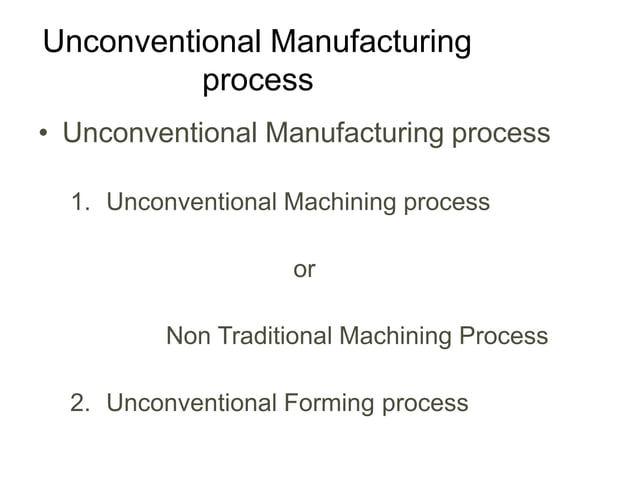 Unconventional Manufacturing
process
• Unconventional Manufacturing process
1. Unconventional Machining process
or
Non Traditional Machining Process
2. Unconventional Forming process